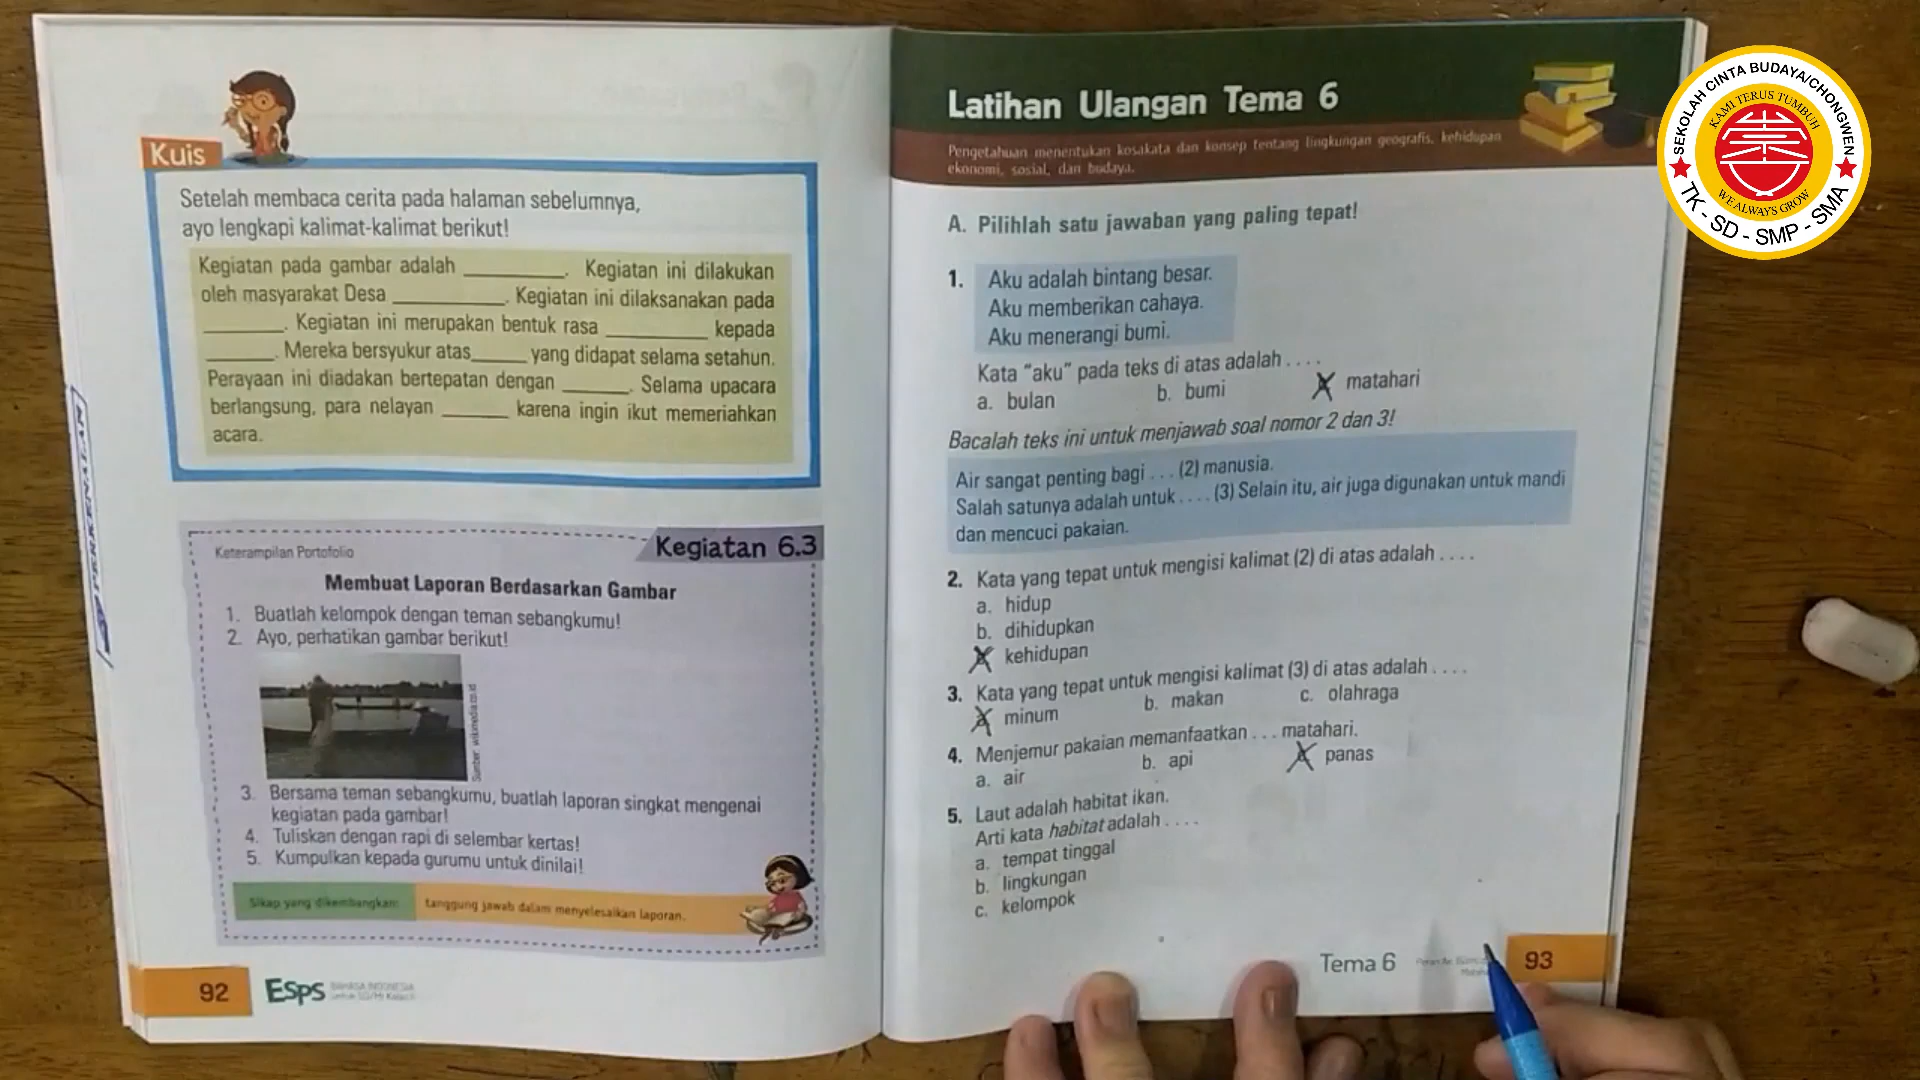 Kuis
Setelah membaca cerita pada halaman sebelumnya,
ayo lengkapi kalimat-kalimat berikut!
Kegiatan pada gambar adalah __________. Kegiatan ini dilakukan
oleh masyarakat Desa ___________. Kegiatan ini dilaksanakan pada
________. Kegiatan ini merupakan bentuk rasa __________ kepada
_______. Mereka bersyukur atas_____ yang didapat selama setahun.
Perayaan ini diadakan bertepatan dengan _______. Selama upacara
berlangsung, para nelayan _______ karena ingin ikut memeriahkan
acara.
Keterampilan Portofolio
Kegiatan 6.3
Membuat Laporan Berdasarkan Gambar
1. Buatlah kelompok dengan teman sebangkumu!
2. Ayo, perhatikan gambar berikut!
Sumber: wikimedia.co.id
3. Bersama teman sebangkumu, buatlah laporan singkat mengenai
kegiatan pada gambar!
4. Tuliskan dengan rapi di selembar kertas!
5. Kumpulkan kepada gurumu untuk dinilai!
Sikap yang dikembangkan: tanggung jawab dalam menyelesaikan laporan.
92 ESPS BAHASA INDONESIA
PERKENALAN
Latihan Ulangan Tema 6
Pengetahuan menentukan kosakata dan konsep tentang lingkungan geografis, kehidupan
ekonomi, sosial, dan budaya.
A. Pilihlah satu jawaban yang paling tepat!
1. Aku adalah bintang besar.
Aku memberikan cahaya.
Aku menerangi bumi.
Kata “aku” pada teks di atas adalah . . . .
a. bulan b. bumi X matahari
Bacalah teks ini untuk menjawab soal nomor 2 dan 3!
Air sangat penting bagi . . . (2) manusia.
Salah satunya adalah untuk . . . . (3) Selain itu, air juga digunakan untuk mandi
dan mencuci pakaian.
2. Kata yang tepat untuk mengisi kalimat (2) di atas adalah . . . .
a. hidup
b. dihidupkan
X kehidupan
3. Kata yang tepat untuk mengisi kalimat (3) di atas adalah . . . .
X minum b. makan c. olahraga
4. Menjemur pakaian memanfaatkan . . . matahari.
a. air b. api X panas
5. Laut adalah habitat ikan.
Arti kata habitat adalah . . . .
a. tempat tinggal
b. lingkungan
c. kelompok
Tema 6
93
SEKOLAH CINTA BUDAYA/CHONGWEN
KAMI TERUS TUMBUH
WE ALWAYS GROW
TK - SD - SMP - SMA